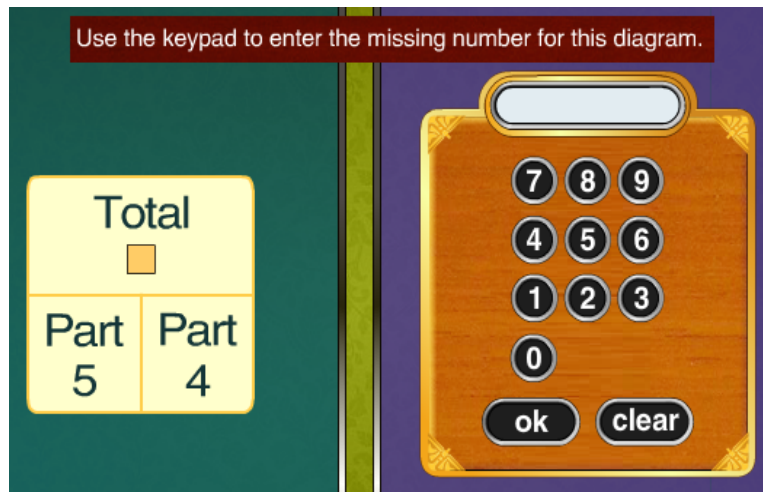 Use the keypad to enter the missing number for this diagram.
Total
Part Part
5 4
7 8 9
4 5 6
1 2 3
0
ok clear